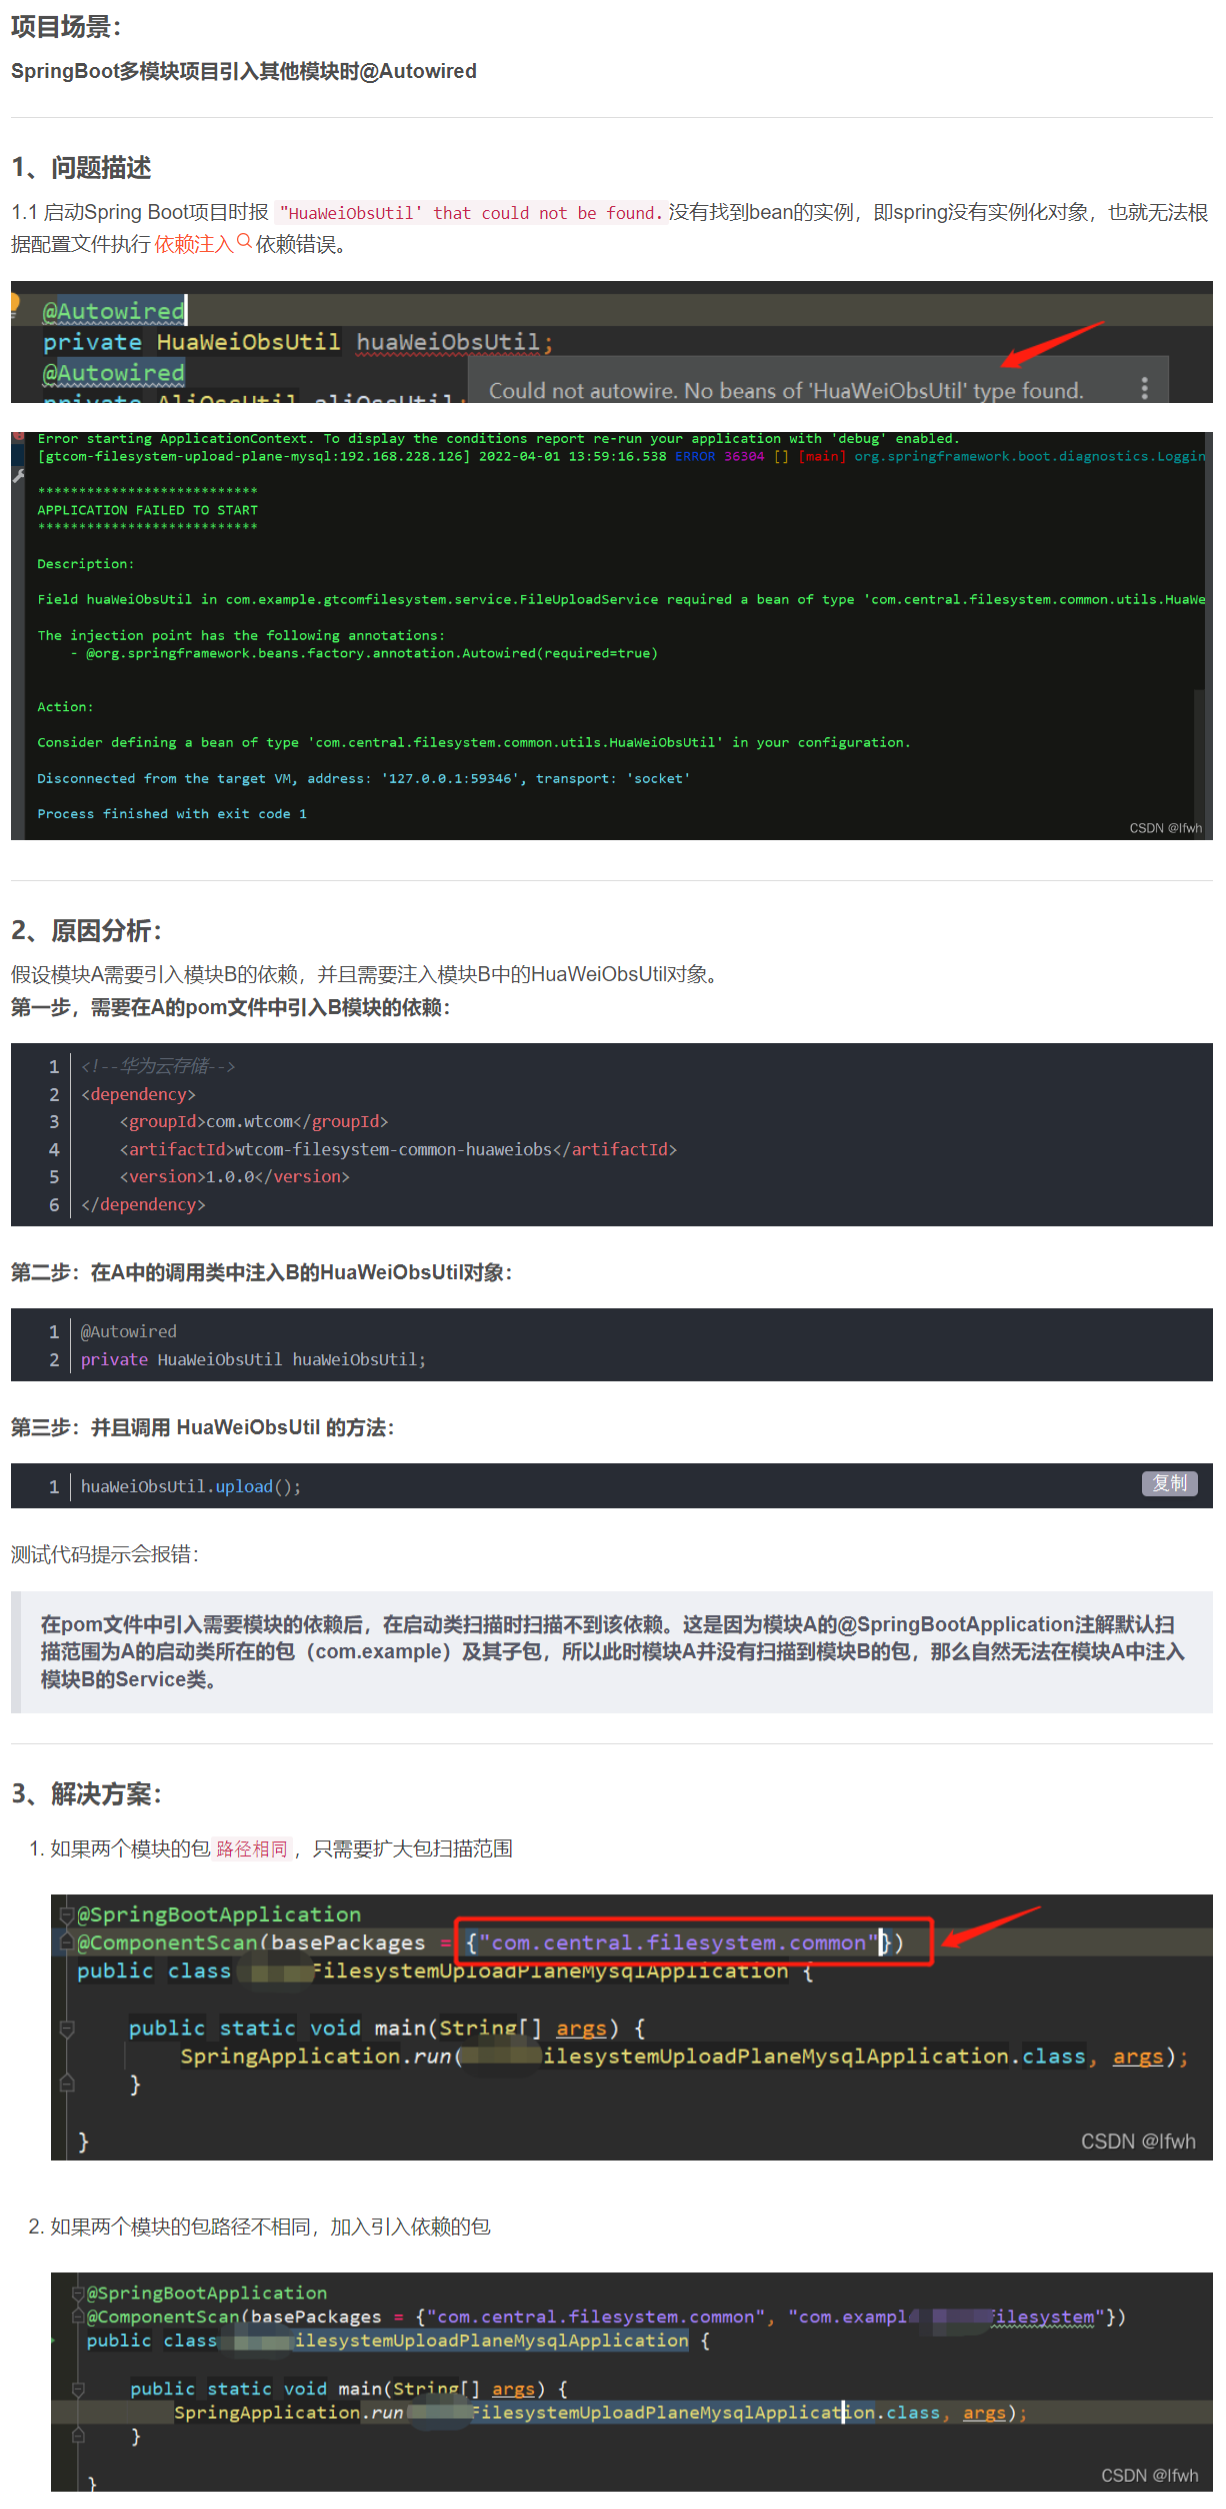 项目场景：
SpringBoot多模块项目引入其他模块时@Autowired
1、问题描述
1.1 启动Spring Boot项目时报 "HuaWeiObsUtil' that could not be found. 没有找到bean的实例，即spring没有实例化对象，也就无法根
据配置文件执行 依赖注入 依赖错误。
@Autowired
private HuaWeiObsUtil huaWeiObsUtil;
@Autowired
private AliOssUtil aliOssUtil;
Could not autowire. No beans of 'HuaWeiObsUtil' type found.
Error starting ApplicationContext. To display the conditions report re-run your application with 'debug' enabled.
[gtcom-filesystem-upload-plane-mysql:192.168.228.126] 2022-04-01 13:59:16.538 ERROR 36304 [] [main] org.springframework.boot.diagnostics.Loggin
***************************
APPLICATION FAILED TO START
***************************
Description:
Field huaWeiObsUtil in com.example.gtcomfilesystem.service.FileUploadService required a bean of type 'com.central.filesystem.common.utils.HuaWe
The injection point has the following annotations:
- @org.springframework.beans.factory.annotation.Autowired(required=true)
Action:
Consider defining a bean of type 'com.central.filesystem.common.utils.HuaWeiObsUtil' in your configuration.
Disconnected from the target VM, address: '127.0.0.1:59346', transport: 'socket'
Process finished with exit code 1
CSDN @lfwh
2、原因分析：
假设模块A需要引入模块B的依赖，并且需要注入模块B中的HuaWeiObsUtil对象。
第一步，需要在A的pom文件中引入B模块的依赖：
1 <!--华为云存储-->
2 <dependency>
3 <groupId>com.wtcom</groupId>
4 <artifactId>wtcom-filesystem-common-huaweiobs</artifactId>
5 <version>1.0.0</version>
6 </dependency>
第二步：在A中的调用类中注入B的HuaWeiObsUtil对象：
1 @Autowired
2 private HuaWeiObsUtil huaWeiObsUtil;
第三步：并且调用 HuaWeiObsUtil 的方法：
1 huaWeiObsUtil.upload();
复制
测试代码提示会报错：
在pom文件中引入需要模块的依赖后，在启动类扫描时扫描不到该依赖。这是因为模块A的@SpringBootApplication注解默认扫
描范围为A的启动类所在的包（com.example）及其子包，所以此时模块A并没有扫描到模块B的包，那么自然无法在模块A中注入
模块B的Service类。
3、解决方案：
1. 如果两个模块的包 路径相同 ，只需要扩大包扫描范围
@SpringBootApplication
@ComponentScan(basePackages = {"com.central.filesystem.common"})
public class FilesystemUploadPlaneMysqlApplication {
public static void main(String[] args) {
SpringApplication.run( ilesystemUploadPlaneMysqlApplication.class, args);
}
}
CSDN @lfwh
2. 如果两个模块的包路径不相同，加入引入依赖的包
@SpringBootApplication
@ComponentScan(basePackages = {"com.central.filesystem.common", "com.exampl filesystem"})
public class ilesystemUploadPlaneMysqlApplication {
public static void main(String[] args) {
SpringApplication.run FilesystemUploadPlaneMysqlApplication.class, args);
}
}
CSDN @lfwh